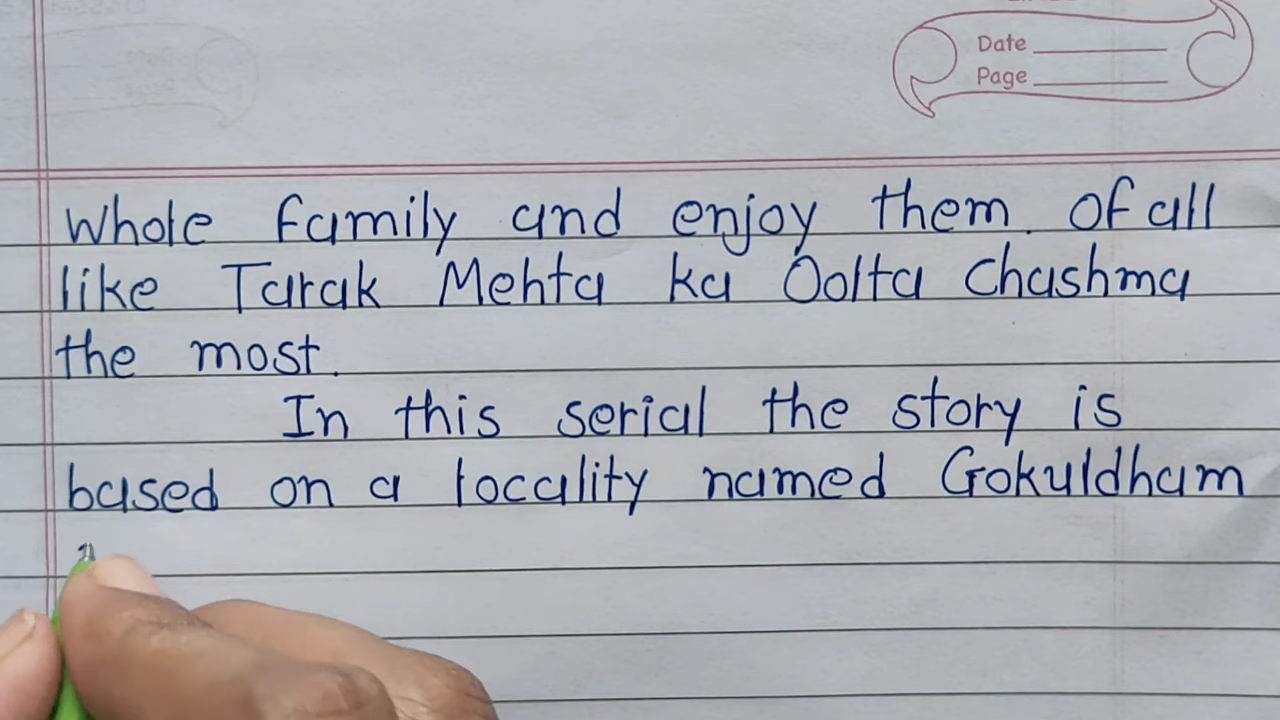 Date
Page
Whole family and enjoy them. Of all
like Tarak Mehta ka Oolta Chashma
the most.
In this serial the story is
based on a locality named Gokuldham